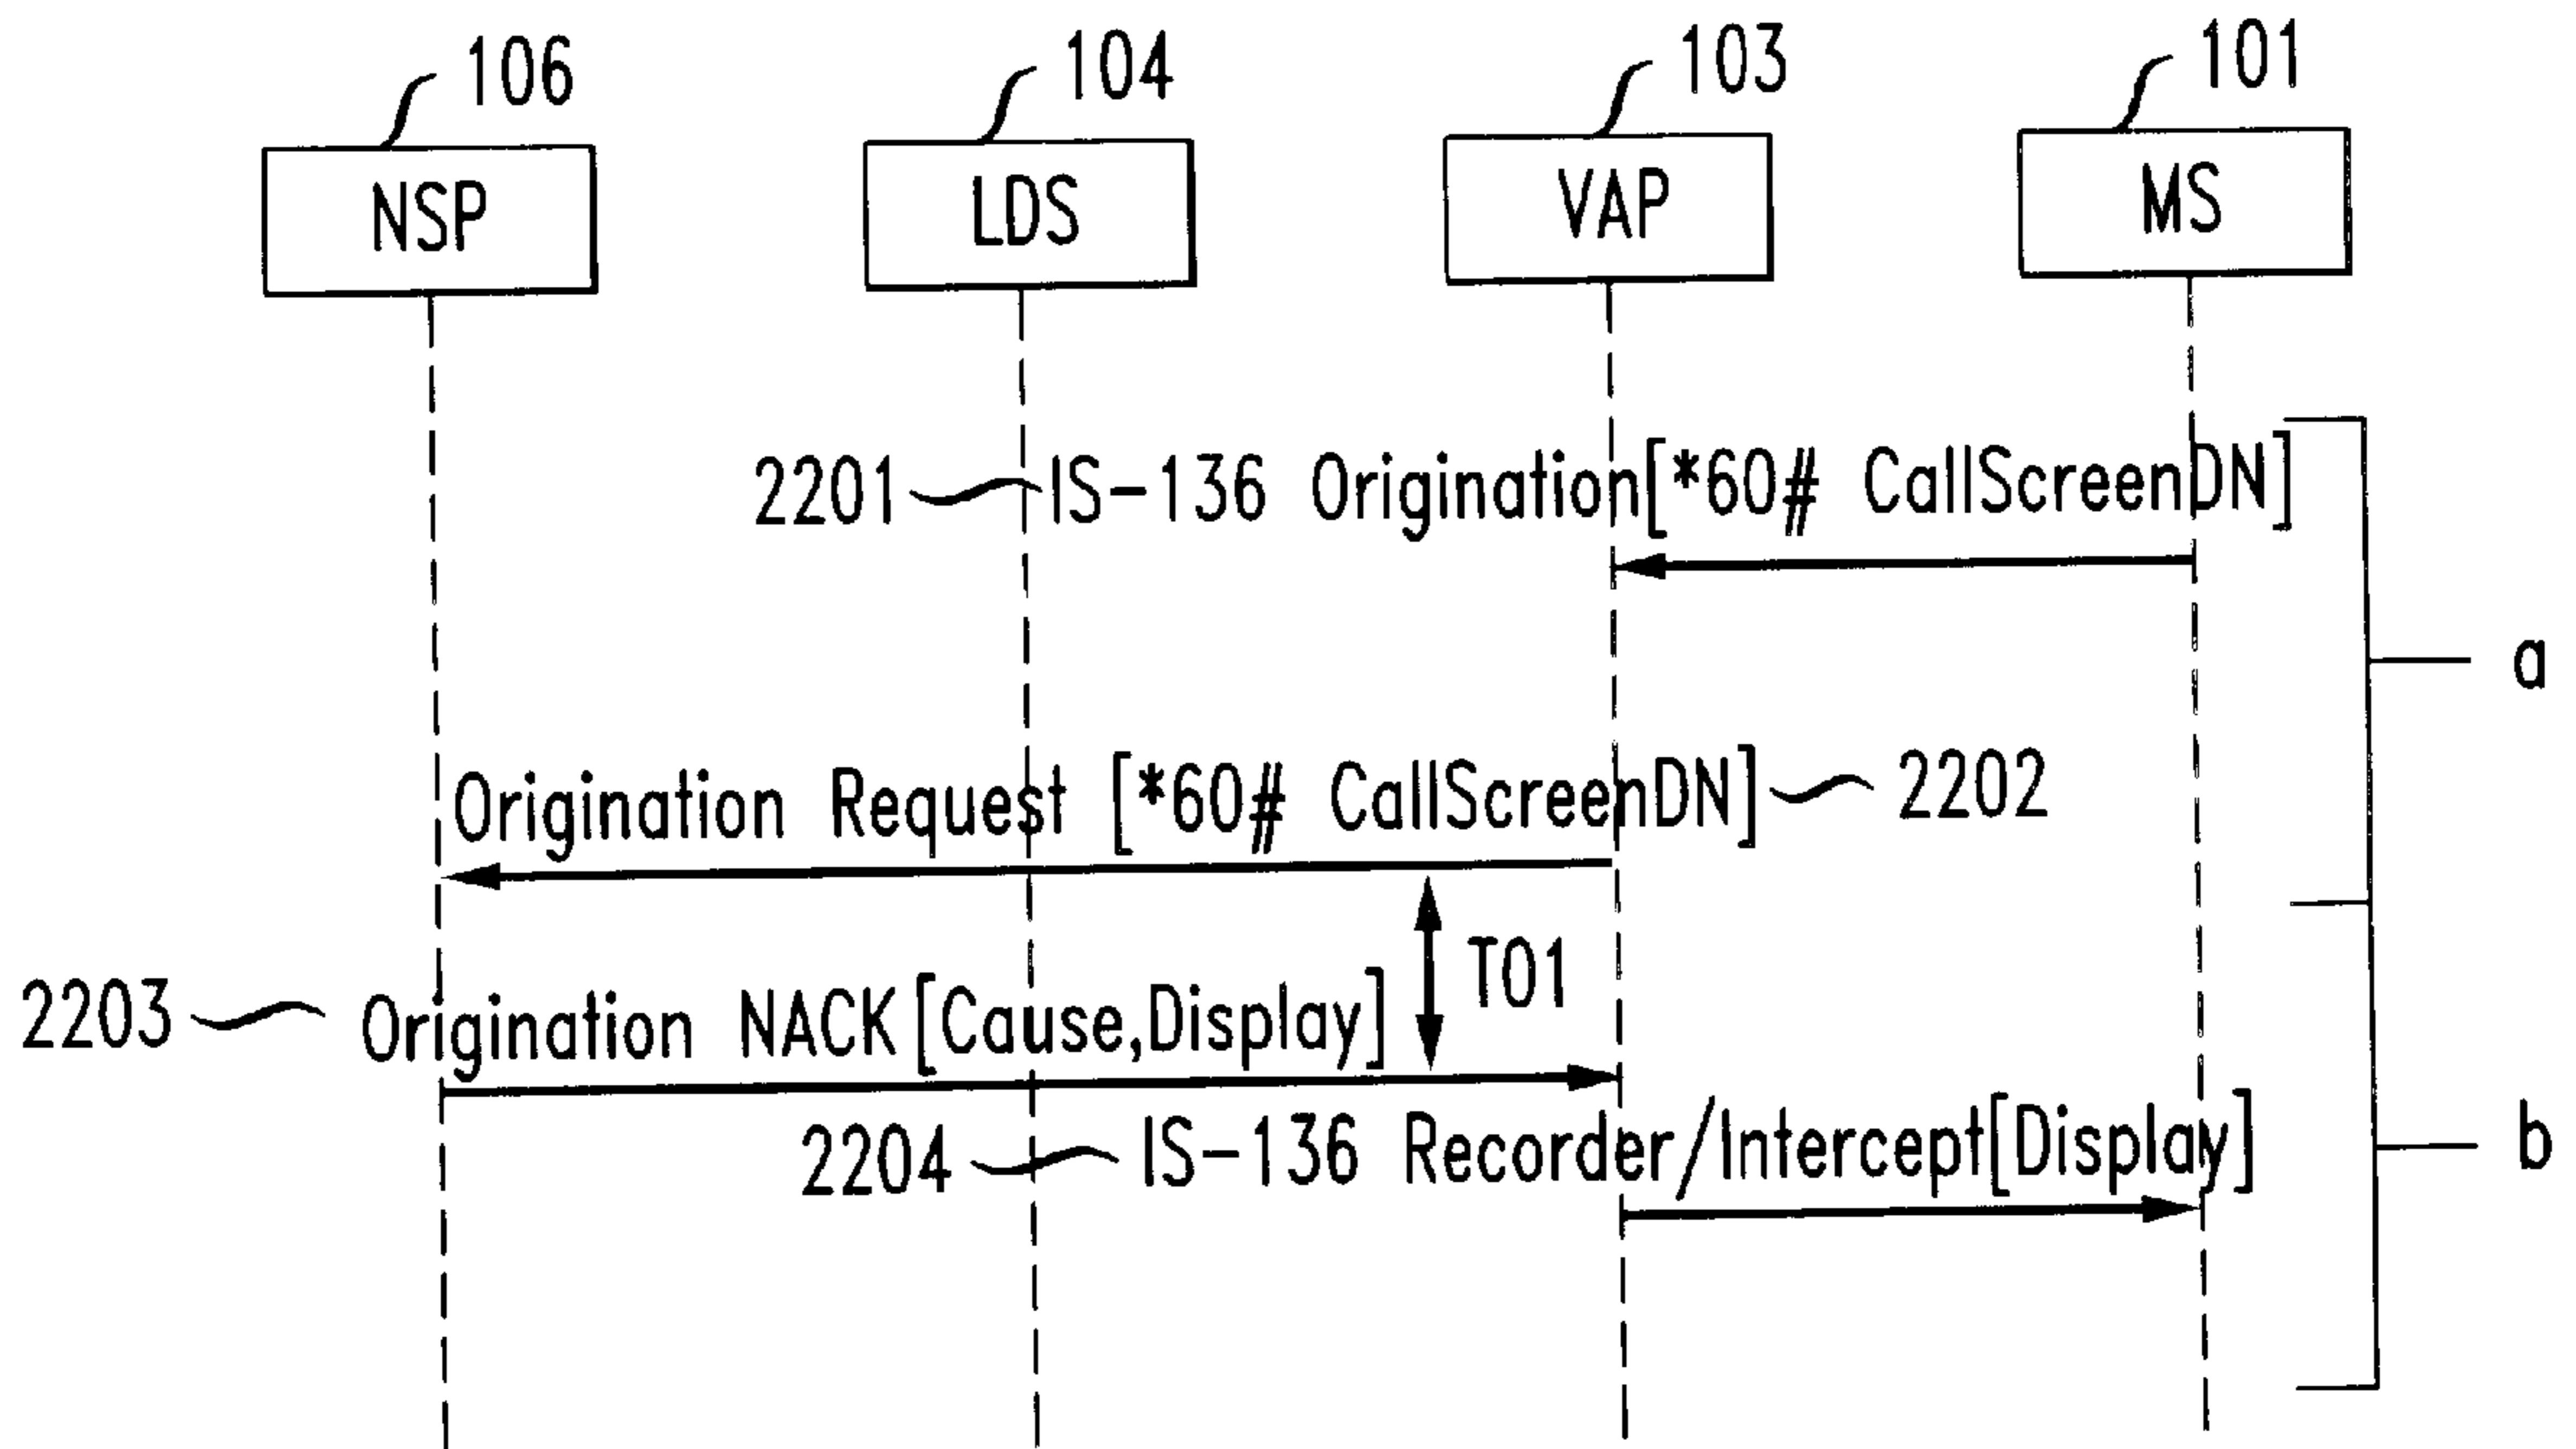 106
104
103
101
NSP
LDS
VAP
MS
2201 IS-136 Origination[*60# CallScreenDN]
a
Origination Request [*60# CallScreenDN] 2202
T01
2203 Origination NACK[Cause,Display]
2204 IS-136 Recorder/Intercept[Display]
b